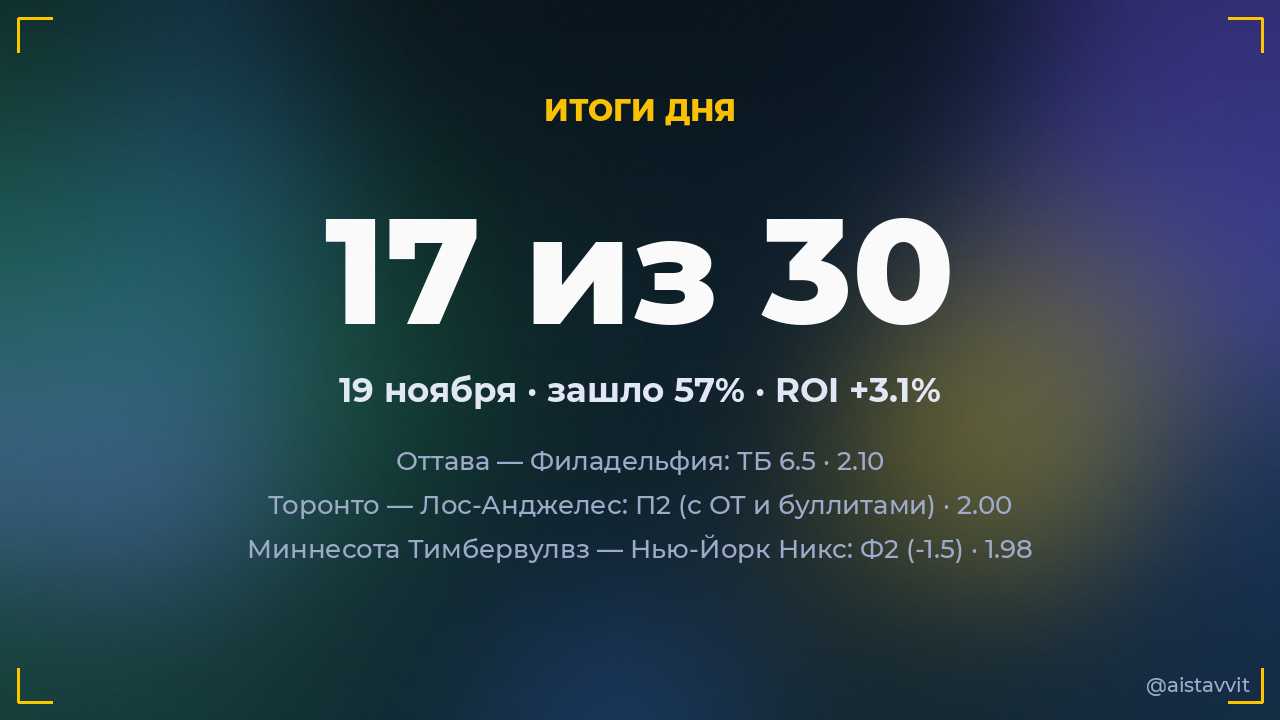 ИТОГИ ДНЯ
17 из 30
19 ноября · зашло 57% · ROI +3.1%
Оттава — Филадельфия: ТБ 6.5 · 2.10
Торонто — Лос-Анджелес: П2 (с ОТ и буллитами) · 2.00
Миннесота Тимбервулвз — Нью-Йорк Никс: Ф2 (-1.5) · 1.98
@aistavvit